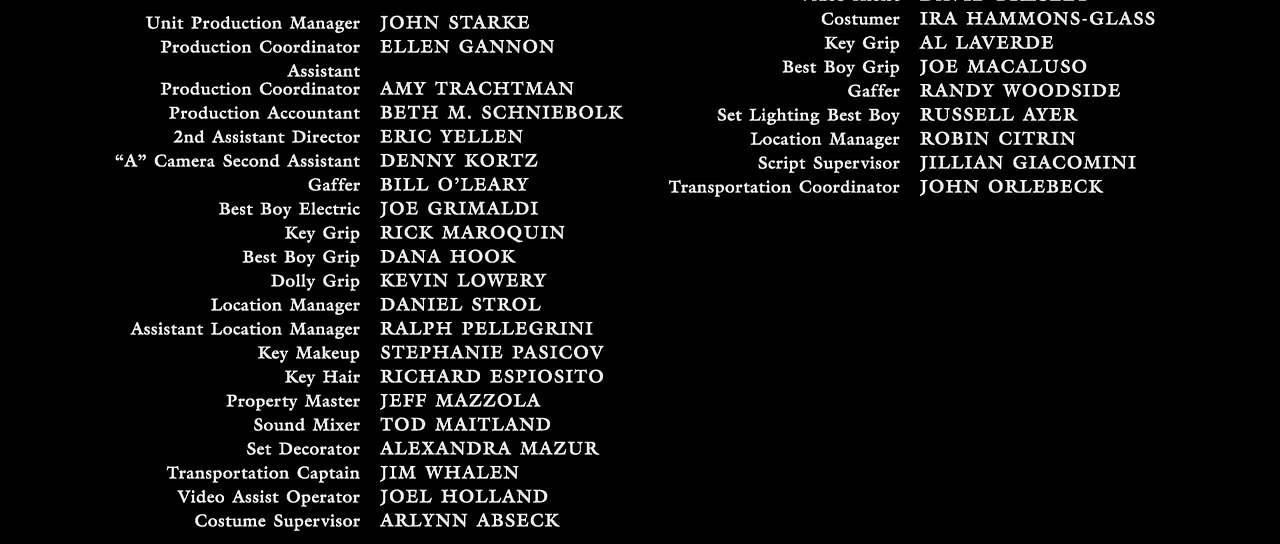 Unit Production Manager JOHN STARKE
Production Coordinator ELLEN GANNON
Assistant
Production Coordinator AMY TRACHTMAN
Production Accountant BETH M. SCHNIEBOLK
2nd Assistant Director ERIC YELLEN
“A” Camera Second Assistant DENNY KORTZ
Gaffer BILL O’LEARY
Best Boy Electric JOE GRIMALDI
Key Grip RICK MAROQUIN
Best Boy Grip DANA HOOK
Dolly Grip KEVIN LOWERY
Location Manager DANIEL STROL
Assistant Location Manager RALPH PELLEGRINI
Key Makeup STEPHANIE PASICOV
Key Hair RICHARD ESPIOSITO
Property Master JEFF MAZZOLA
Sound Mixer TOD MAITLAND
Set Decorator ALEXANDRA MAZUR
Transportation Captain JIM WHALEN
Video Assist Operator JOEL HOLLAND
Costume Supervisor ARLYNN ABSECK
Costumer IRA HAMMONS-GLASS
Key Grip AL LAVERDE
Best Boy Grip JOE MACALUSO
Gaffer RANDY WOODSIDE
Set Lighting Best Boy RUSSELL AYER
Location Manager ROBIN CITRIN
Script Supervisor JILLIAN GIACOMINI
Transportation Coordinator JOHN ORLEBECK